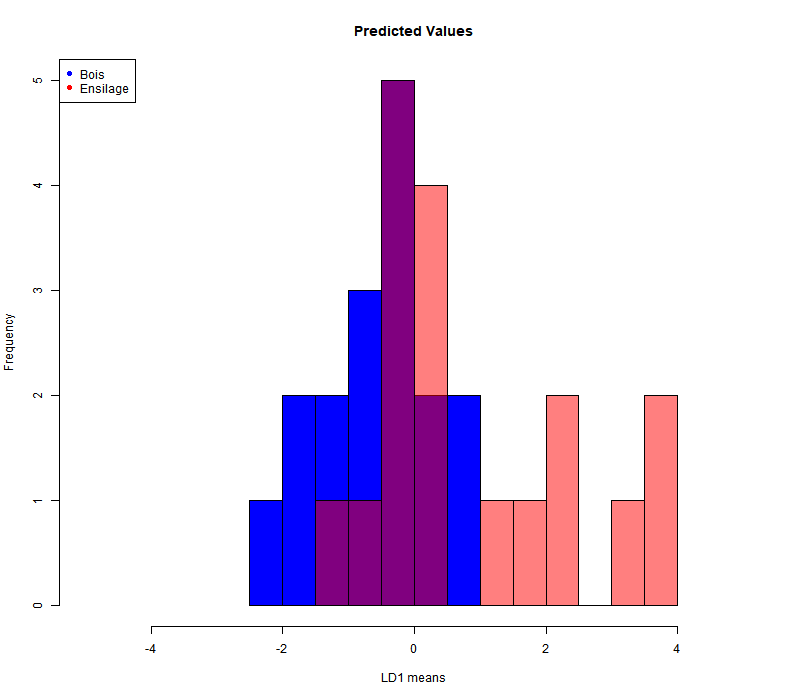 Predicted Values
Bois
Ensilage
5
4
3
2
1
0
Frequency
-4 -2 0 2 4
LD1 means